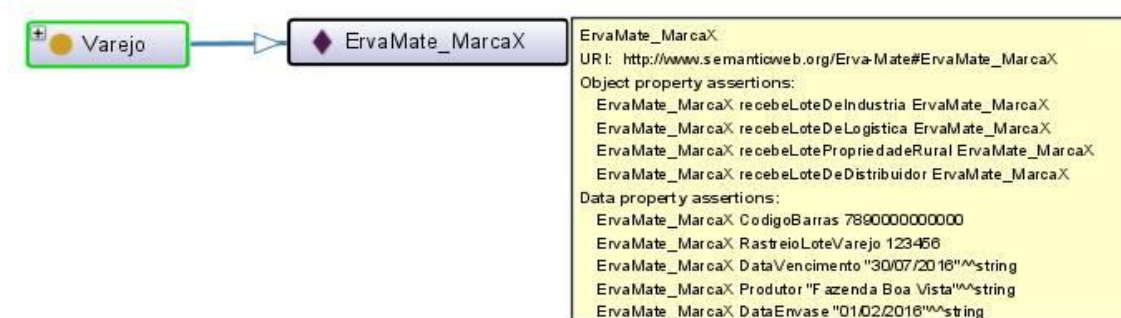 Varejo
ErvaMate_MarcaX
ErvaMate_MarcaX
URI: http://www.semanticweb.org/Erva-Mate#ErvaMate_MarcaX
Object property assertions:
ErvaMate_MarcaX recebeLoteDeIndustria ErvaMate_MarcaX
ErvaMate_MarcaX recebeLoteDeLogistica ErvaMate_MarcaX
ErvaMate_MarcaX recebeLotePropriedadeRural ErvaMate_MarcaX
ErvaMate_MarcaX recebeLoteDeDistribuidor ErvaMate_MarcaX
Data property assertions:
ErvaMate_MarcaX CodigoBarras 7890000000000
ErvaMate_MarcaX RastreioLoteVarejo 123456
ErvaMate_MarcaX DataVencimento "30/07/2016"^^string
ErvaMate_MarcaX Produtor "Fazenda Boa Vista"^^string
ErvaMate_MarcaX DataEnvase "01/02/2016"^^string